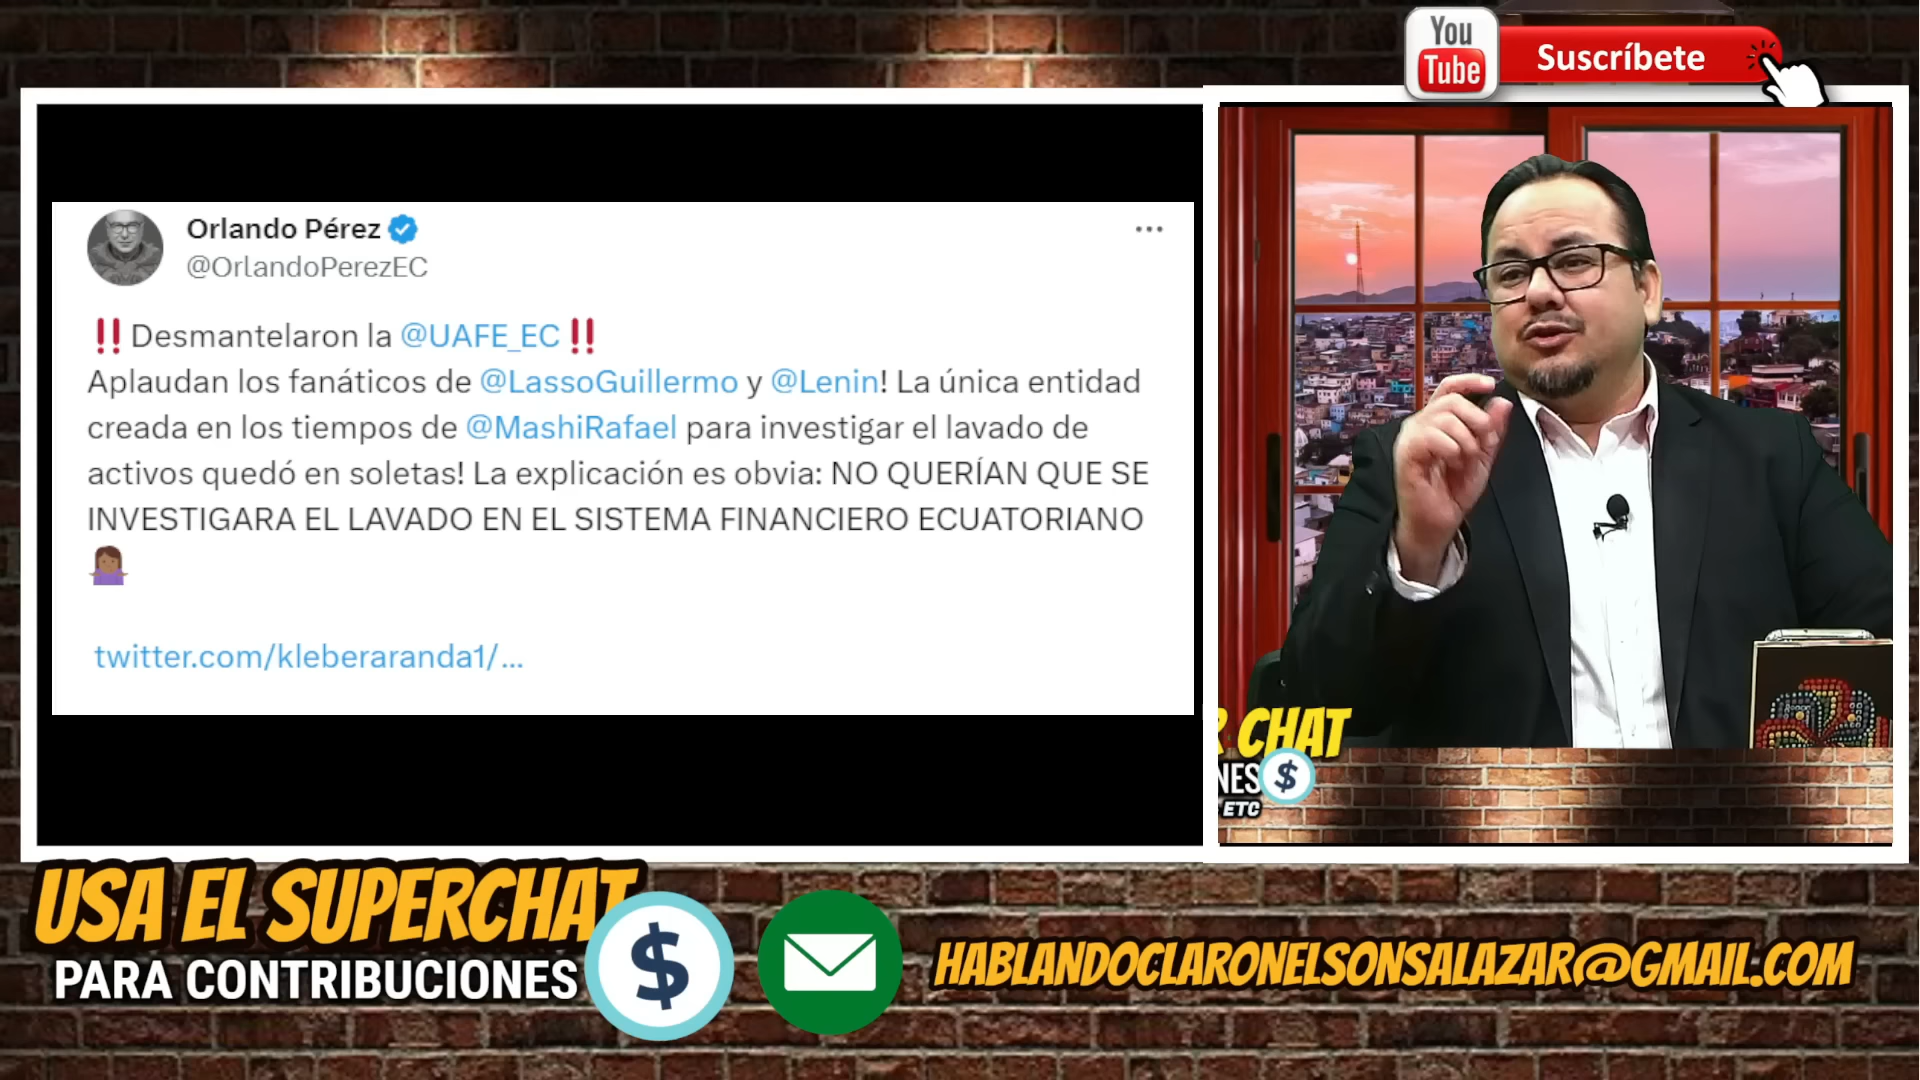 You
Tube
Suscríbete
Orlando Pérez
@OrlandoPerezEC
‼️Desmantelaron la @UAFE_EC‼️
Aplaudan los fanáticos de @LassoGuillermo y @Lenin! La única entidad
creada en los tiempos de @MashiRafael para investigar el lavado de
activos quedó en soletas! La explicación es obvia: NO QUERÍAN QUE SE
INVESTIGARA EL LAVADO EN EL SISTEMA FINANCIERO ECUATORIANO
twitter.com/kleberaranda1/...
R CHAT
NES $
ETC
USA EL SUPERCHAT
PARA CONTRIBUCIONES
$
HABLANDOCLARONELSONSALAZAR@GMAIL.COM